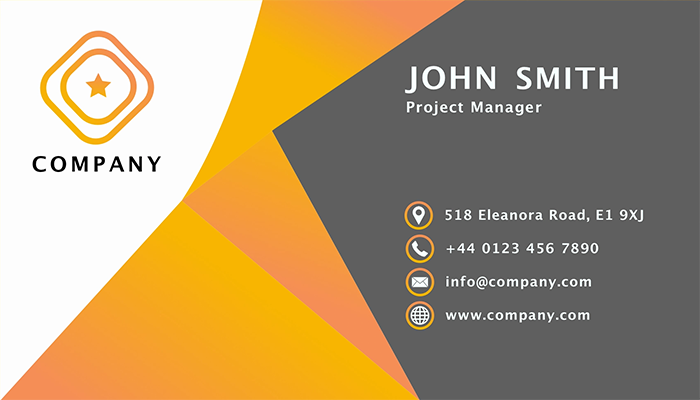 COMPANY
JOHN SMITH
Project Manager
518 Eleanora Road, E1 9XJ
+44 0123 456 7890
info@company.com
www.company.com